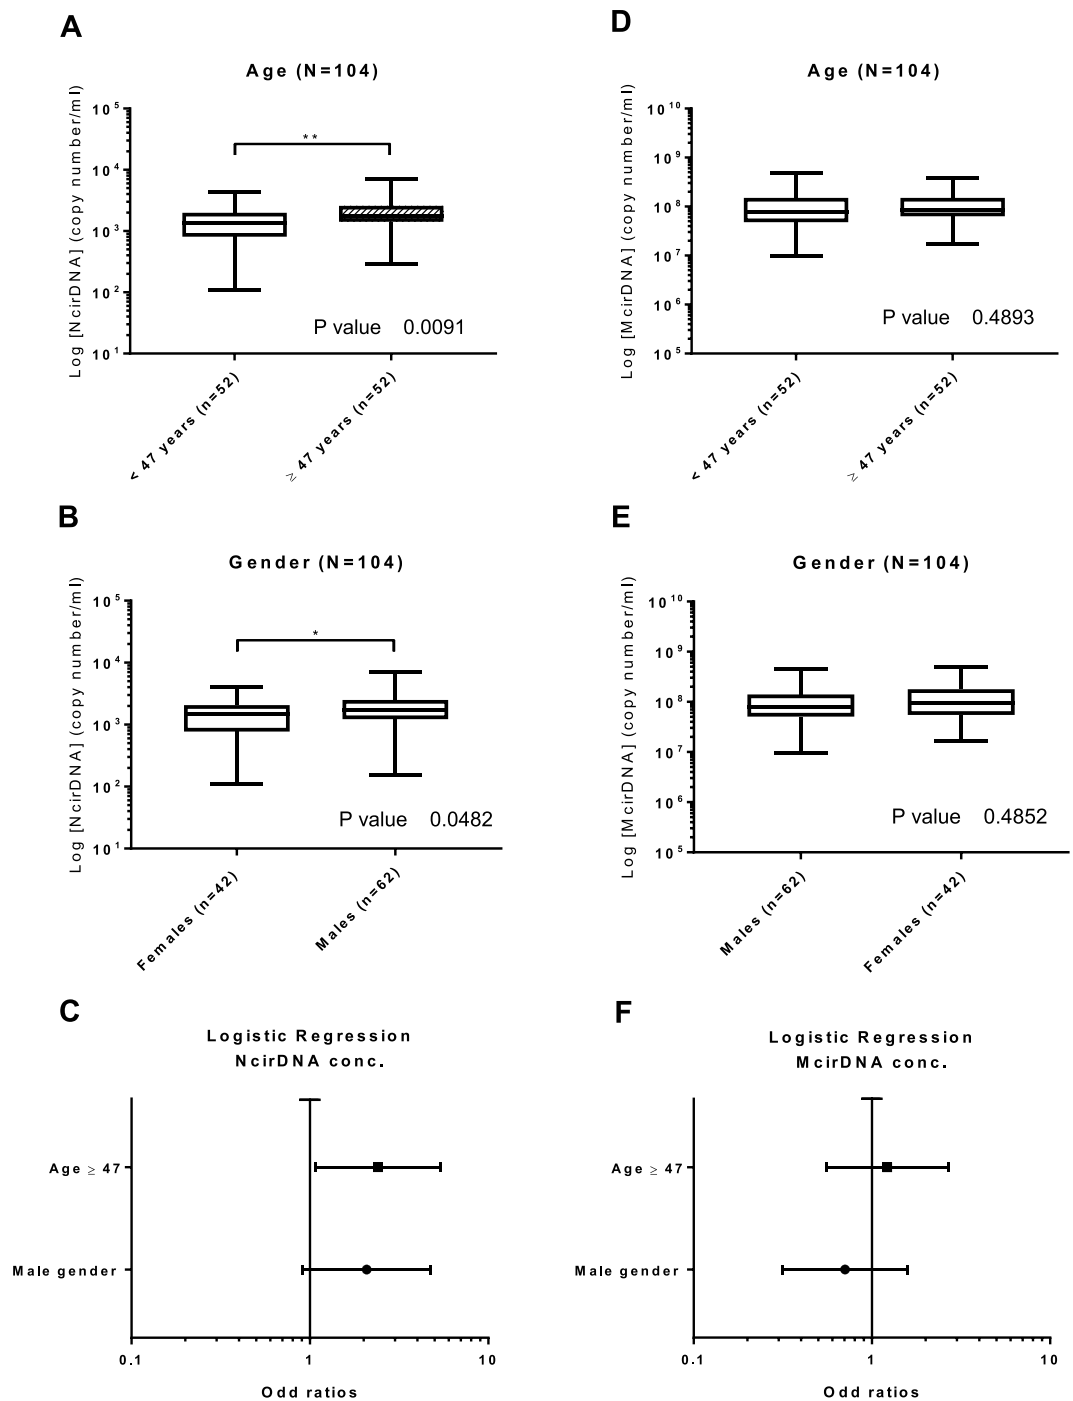 A
Age (N=104)
Log [NcirDNA] (copy number/ml)
10^5
10^4
10^3
10^2
10^1
**
P value 0.0091
< 47 years (n=52)
≥ 47 years (n=52)
D
Age (N=104)
Log [McirDNA] (copy number/ml)
10^10
10^9
10^8
10^7
10^6
10^5
P value 0.4893
< 47 years (n=52)
≥ 47 years (n=52)
B
Gender (N=104)
Log [NcirDNA] (copy number/ml)
10^5
10^4
10^3
10^2
10^1
*
P value 0.0482
Females (n=42)
Males (n=62)
E
Gender (N=104)
Log [McirDNA] (copy number/ml)
10^10
10^9
10^8
10^7
10^6
10^5
P value 0.4852
Males (n=62)
Females (n=42)
C
Logistic Regression
NcirDNA conc.
Age ≥ 47
Male gender
0.1 1 10
Odd ratios
F
Logistic Regression
McirDNA conc.
Age ≥ 47
Male gender
0.1 1 10
Odd ratios